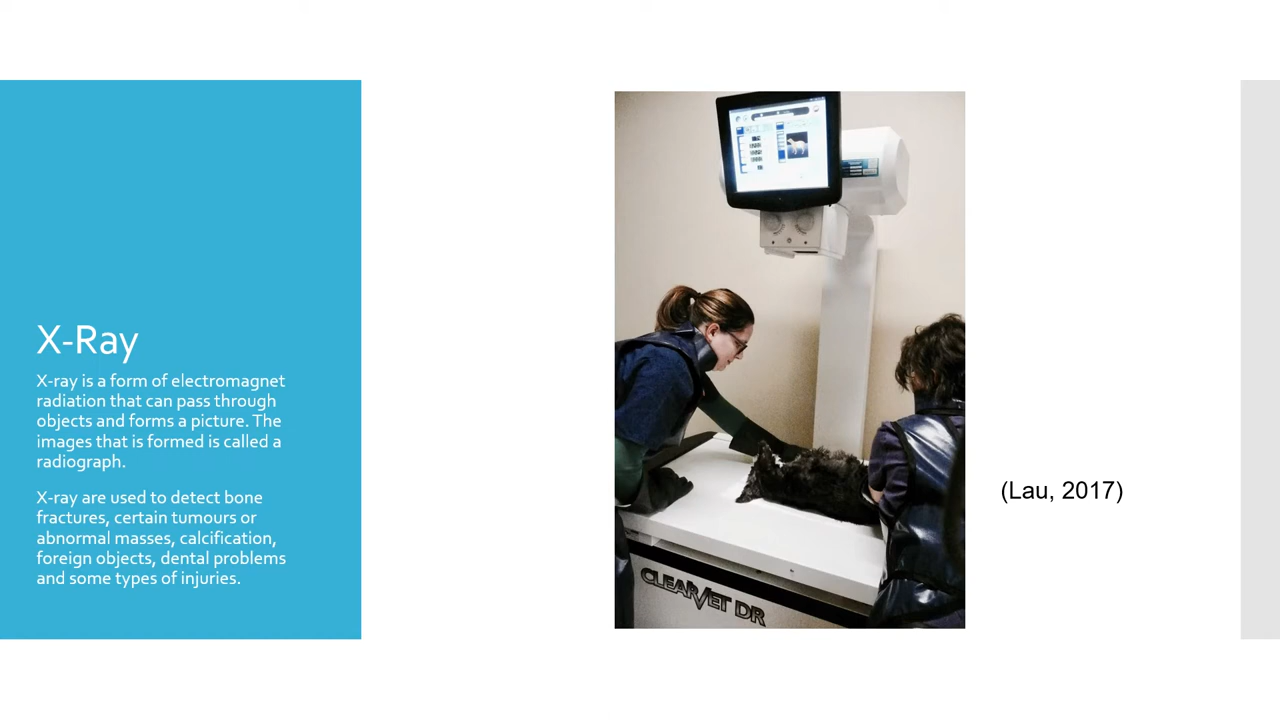 X-Ray
X-ray is a form of electromagnet
radiation that can pass through
objects and forms a picture. The
images that is formed is called a
radiograph.
X-ray are used to detect bone
fractures, certain tumours or
abnormal masses, calcification,
foreign objects, dental problems
and some types of injuries.
(Lau, 2017)
CLEARVET DR